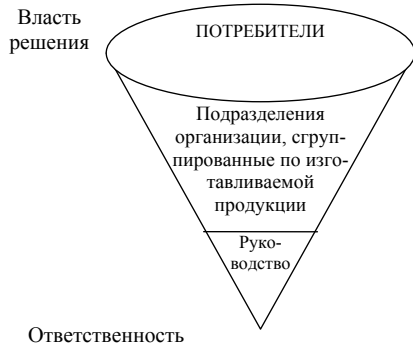 Власть
решения
ПОТРЕБИТЕЛИ
Подразделения
организации, сгруп-
пированные по изго-
тавливаемой
продукции
Руко-
водство
Ответственность